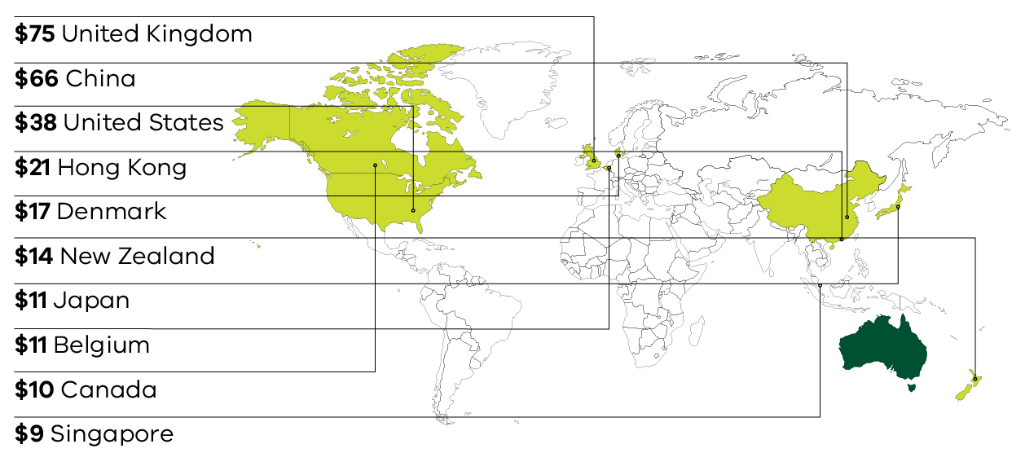 $75 United Kingdom
$66 China
$38 United States
$21 Hong Kong
$17 Denmark
$14 New Zealand
$11 Japan
$11 Belgium
$10 Canada
$9 Singapore